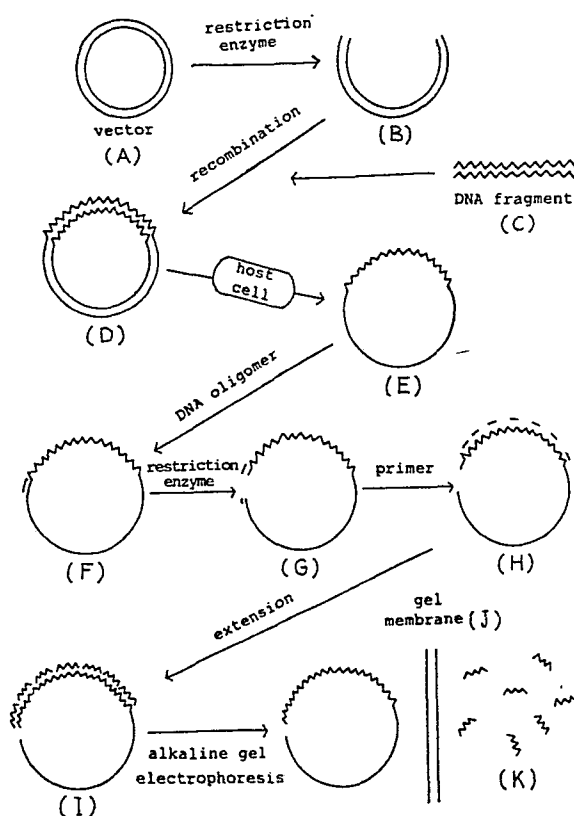 restriction
enzyme
vector
(A)
(B)
recombination
DNA fragment
(C)
host
cell
(D)
(E)
DNA oligomer
restriction
enzyme
primer
(F)
(G)
(H)
extension
gel
membrane (J)
alkaline gel
electrophoresis
(I)
(K)